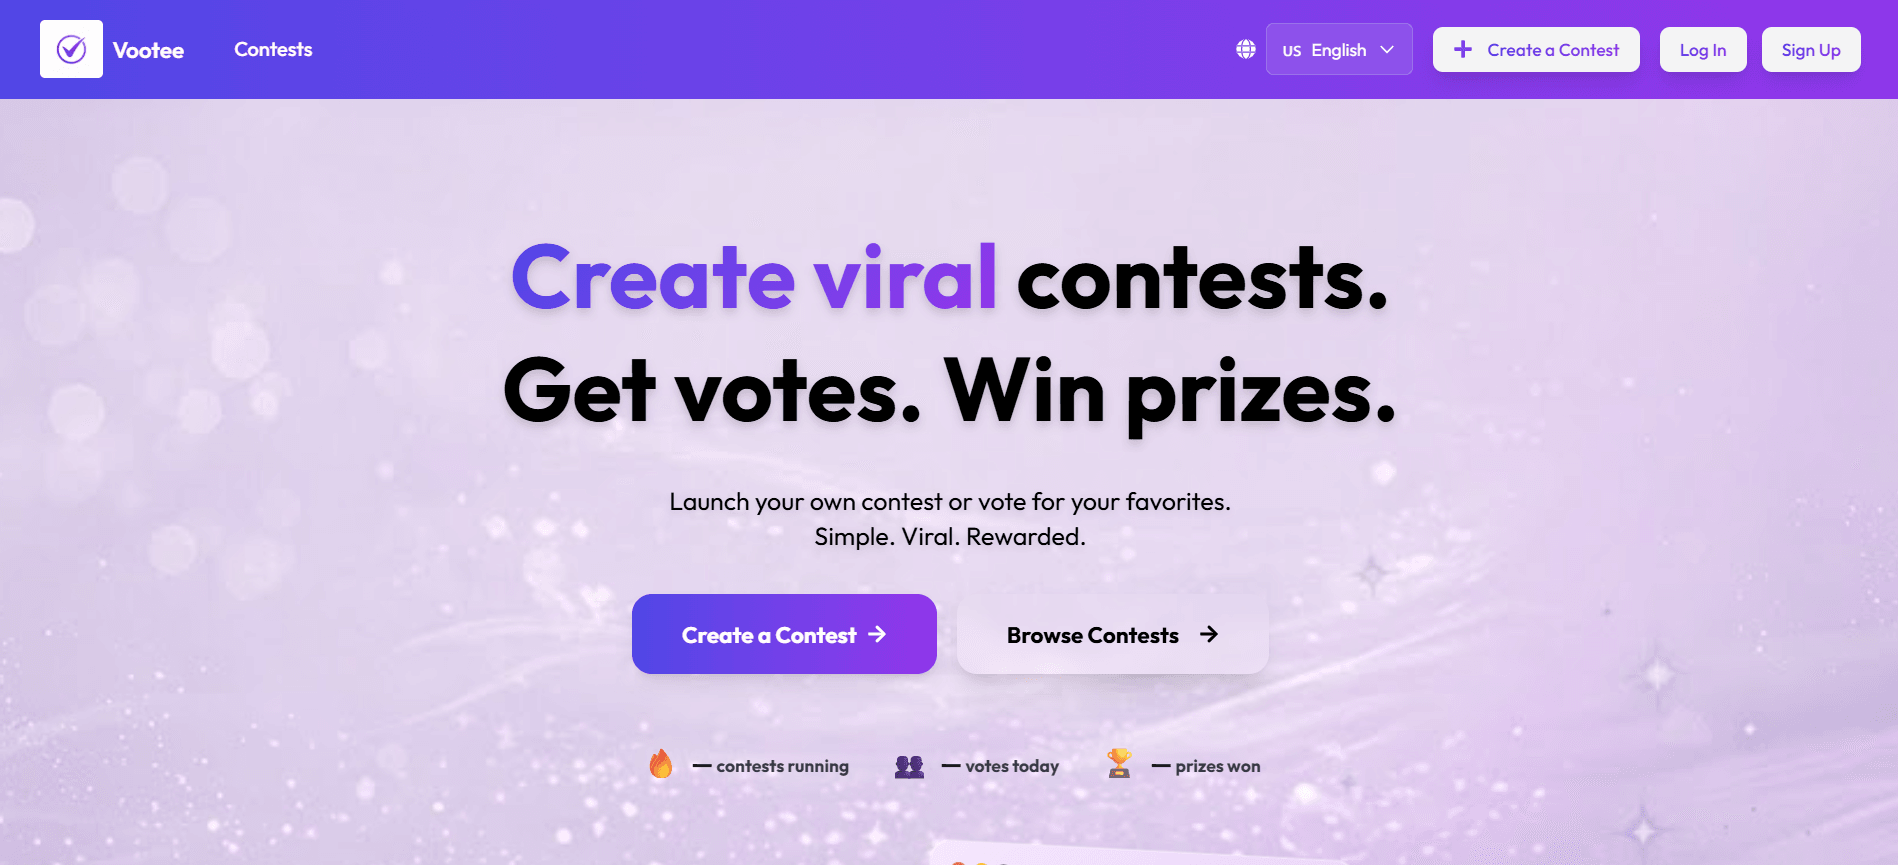 Vootee
Contests
US English
Create a Contest
Log In
Sign Up
Create viral contests.
Get votes. Win prizes.
Launch your own contest or vote for your favorites.
Simple. Viral. Rewarded.
Create a Contest
Browse Contests
— contests running
— votes today
— prizes won